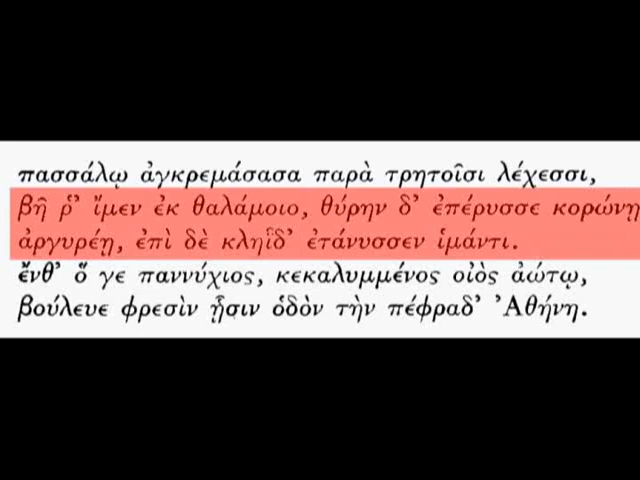 πασσάλῳ ἀγκρεμάσασα παρὰ τρητοῖσι λέχεσσι,
βῆ ῥ’ ἴμεν ἐκ θαλάμοιο, θύρην δ’ ἐπέρυσσε κορώνῃ
ἀργυρέῃ, ἐπὶ δὲ κληῖδ’ ἐτάνυσσεν ἱμάντι.
ἔνθ’ ὅ γε παννύχιος, κεκαλυμμένος οἰὸς ἀώτῳ,
βούλευε φρεσὶν ᾗσιν ὁδὸν τὴν πέφραδ’ Ἀθήνη.